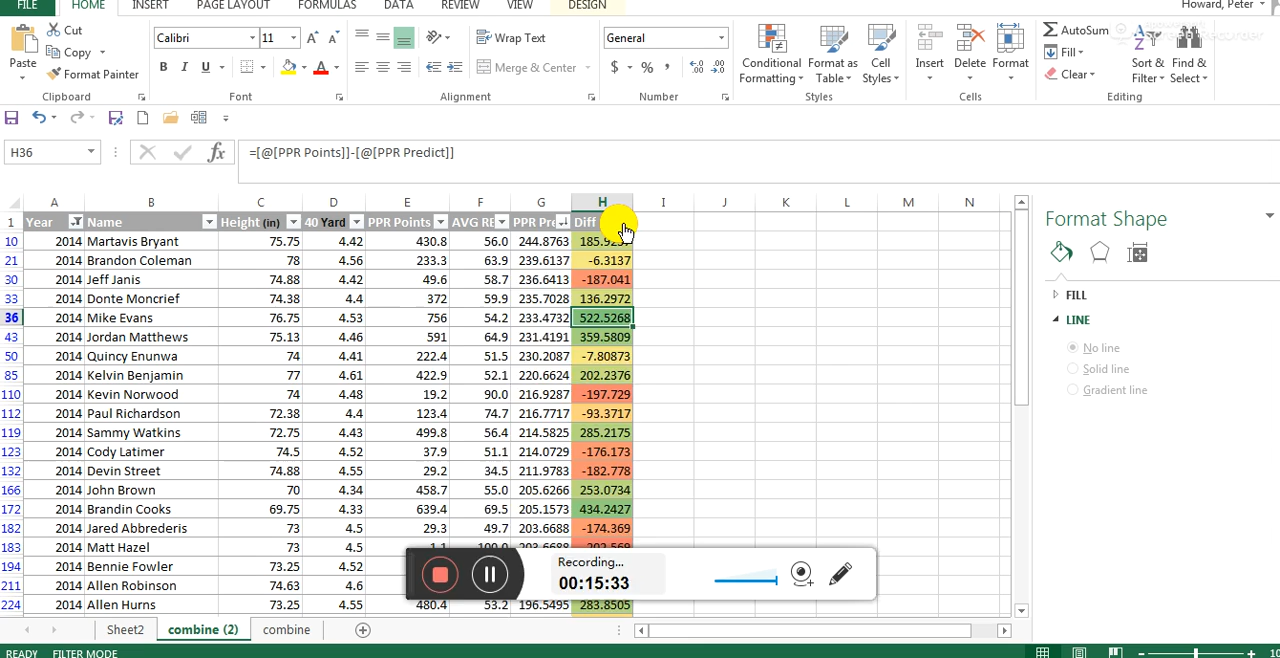 FILE HOME INSERT PAGE LAYOUT FORMULAS DATA REVIEW VIEW DESIGN Howard, Peter
Paste Cut Copy Format Painter Clipboard
Calibri 11 B I U Font
Wrap Text Merge & Center Alignment
General $ % , Number
Conditional Formatting Format as Table Cell Styles Styles
Insert Delete Format Cells
AutoSum Fill Clear Sort & Filter Find & Select Editing
H36 fx =[@[PPR Points]]-[@[PPR Predict]]
A B C D E F G H I J K L M N
1 Year Name Height (in) 40 Yard PPR Points AVG RE PPR Pre Diff
10 2014 Martavis Bryant 75.75 4.42 430.8 56.0 244.8763
21 2014 Brandon Coleman 78 4.56 233.3 63.9 239.6137 -6.3137
30 2014 Jeff Janis 74.88 4.42 49.6 58.7 236.6413 -187.041
33 2014 Donte Moncrief 74.38 4.4 372 59.9 235.7028 136.2972
36 2014 Mike Evans 76.75 4.53 756 54.2 233.4732 522.5268
43 2014 Jordan Matthews 75.13 4.46 591 64.9 231.4191 359.5809
50 2014 Quincy Enunwa 74 4.41 222.4 51.5 230.2087 -7.80873
85 2014 Kelvin Benjamin 77 4.61 422.9 52.1 220.6624 202.2376
110 2014 Kevin Norwood 74 4.48 19.2 90.0 216.9287 -197.729
112 2014 Paul Richardson 72.38 4.4 123.4 74.7 216.7717 -93.3717
119 2014 Sammy Watkins 72.75 4.43 499.8 56.4 214.5825 285.2175
123 2014 Cody Latimer 74.5 4.52 37.9 51.1 214.0729 -176.173
132 2014 Devin Street 74.88 4.55 29.2 34.5 211.9783 -182.778
166 2014 John Brown 70 4.34 458.7 55.0 205.6266 253.0734
172 2014 Brandin Cooks 69.75 4.33 639.4 69.5 205.1573 434.2427
182 2014 Jared Abbrederis 73 4.5 29.3 49.7 203.6688 -174.369
183 2014 Matt Hazel 73 4.5 1.1 100.0 203.6688 -202.569
194 2014 Bennie Fowler 73.25 4.52
211 2014 Allen Robinson 74.63 4.6
224 2014 Allen Hurns 73.25 4.55 480.4 53.2 196.5495 283.8505
Recording...
00:15:33
Sheet2 combine (2) combine
READY FILTER MODE 10
Format Shape
FILL
LINE
No line
Solid line
Gradient line